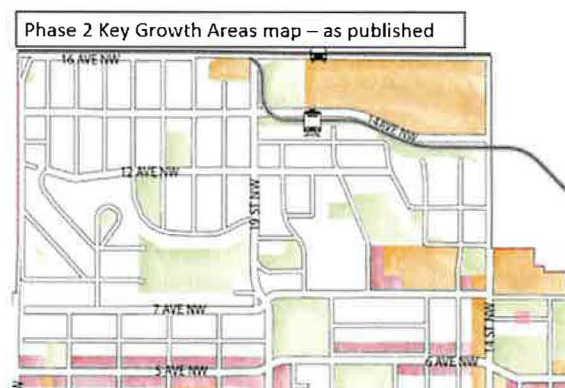 Phase 2 Key Growth Areas map – as published
16 AVE NW
14 AVE NW
12 AVE NW
19 ST NW
7 AVE NW
14 ST NW
5 AVE NW
6 AVE NW
NW